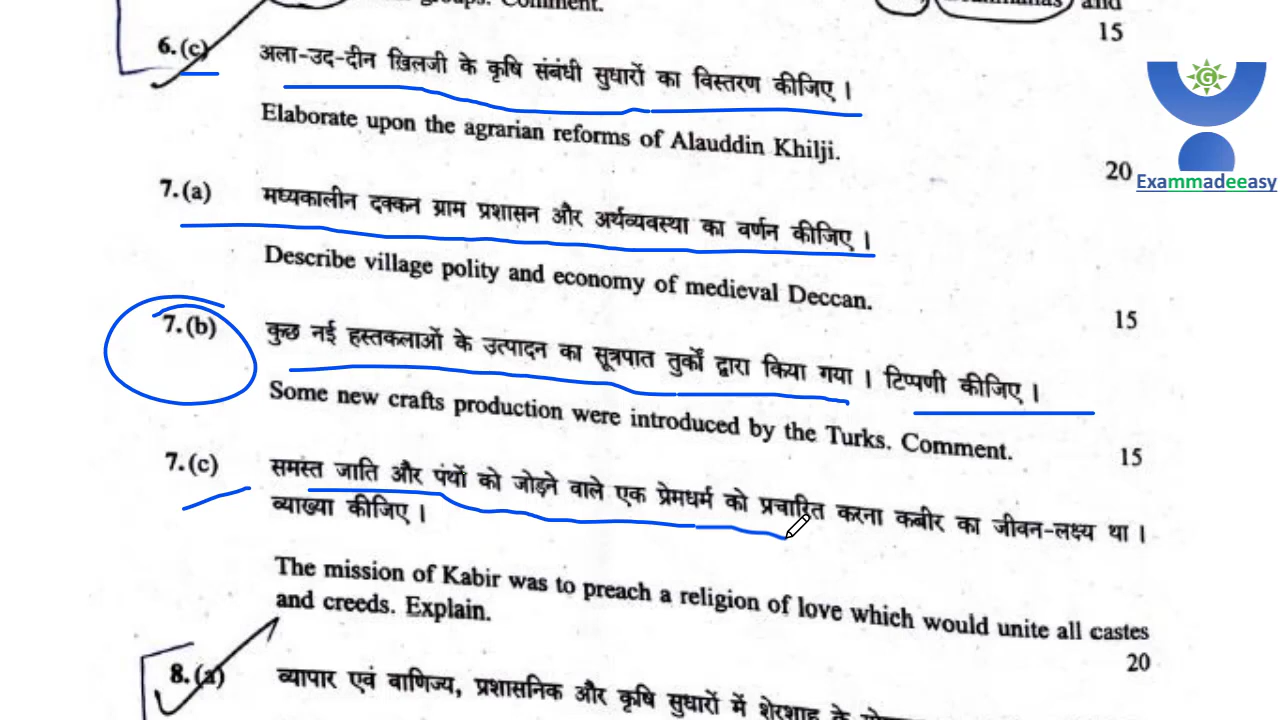 groups. Comment.
and
15
6.(c) अला-उद-दीन ख़िलजी के कृषि संबंधी सुधारों का विस्तरण कीजिए ।
Elaborate upon the agrarian reforms of Alauddin Khilji.
20
G
Exammadeeasy
7.(a) मध्यकालीन दक्कन ग्राम प्रशासन और अर्थव्यवस्था का वर्णन कीजिए ।
Describe village polity and economy of medieval Deccan.
15
7.(b) कुछ नई हस्तकलाओं के उत्पादन का सूत्रपात तुर्कों द्वारा किया गया । टिप्पणी कीजिए ।
Some new crafts production were introduced by the Turks. Comment.
15
7.(c) समस्त जाति और पंथों को जोड़ने वाले एक प्रेमधर्म को प्रचारित करना कबीर का जीवन-लक्ष्य था ।
व्याख्या कीजिए ।
The mission of Kabir was to preach a religion of love which would unite all castes
and creeds. Explain.
20
8.(a) व्यापार एवं वाणिज्य, प्रशासनिक और कृषि सुधारों में शेरशाह के